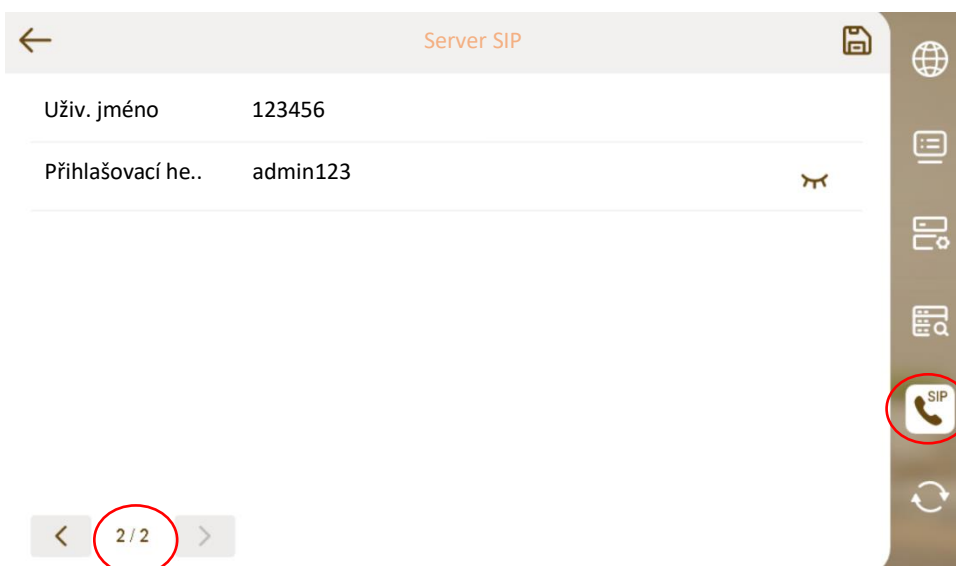 Server SIP
Uživ. jméno 123456
Přihlašovací he.. admin123
SIP
2 / 2